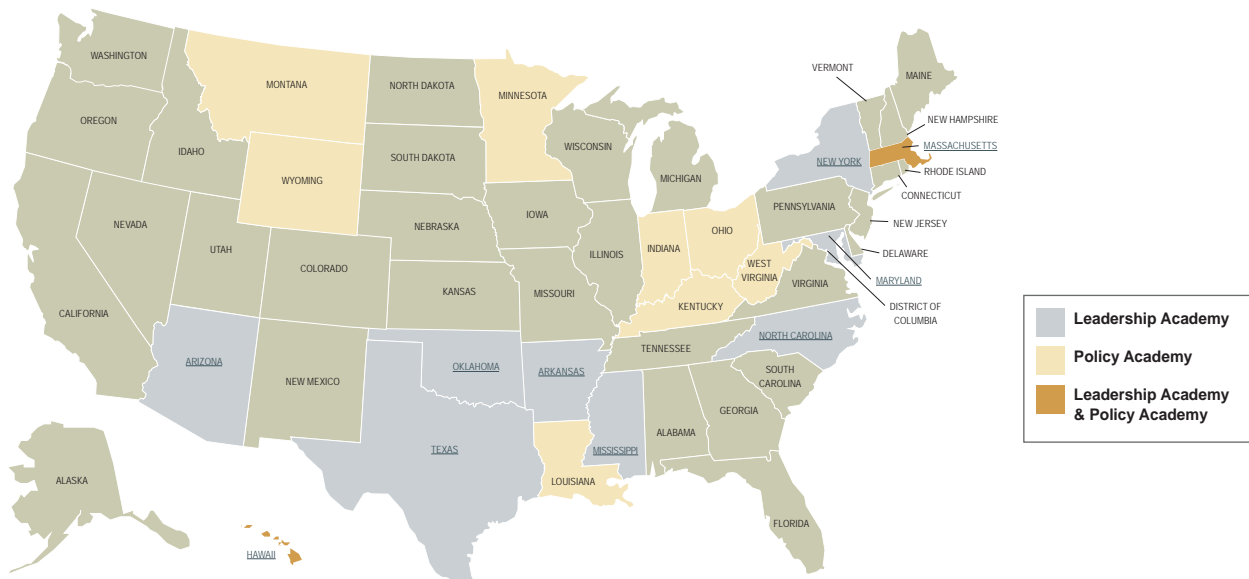 WASHINGTON
MONTANA
NORTH DAKOTA
MINNESOTA
VERMONT
MAINE
OREGON
IDAHO
SOUTH DAKOTA
WISCONSIN
NEW HAMPSHIRE
MASSACHUSETTS
NEW YORK
RHODE ISLAND
CONNECTICUT
WYOMING
MICHIGAN
PENNSYLVANIA
NEW JERSEY
NEVADA
UTAH
COLORADO
NEBRASKA
IOWA
ILLINOIS
INDIANA
OHIO
WEST
VIRGINIA
DELAWARE
MARYLAND
VIRGINIA
DISTRICT OF
COLUMBIA
CALIFORNIA
KANSAS
MISSOURI
KENTUCKY
ARIZONA
NEW MEXICO
OKLAHOMA
ARKANSAS
TENNESSEE
NORTH CAROLINA
SOUTH
CAROLINA
TEXAS
MISSISSIPPI
ALABAMA
GEORGIA
LOUISIANA
FLORIDA
ALASKA
HAWAII
Leadership Academy
Policy Academy
Leadership Academy
& Policy Academy